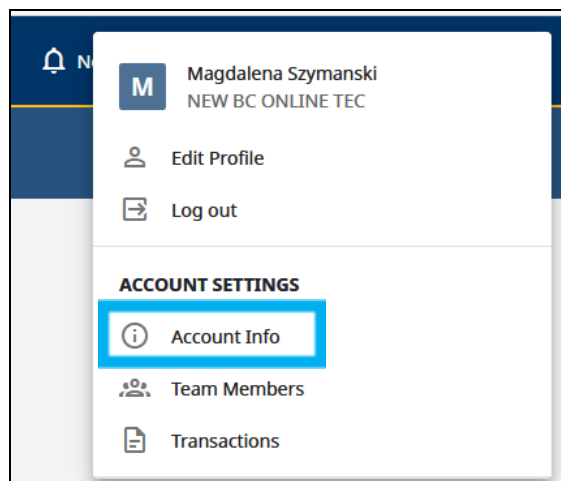 Magdalena Szymanski
M
NEW BC ONLINE TEC
Edit Profile
Log out
ACCOUNT SETTINGS
Account Info
Team Members
Transactions